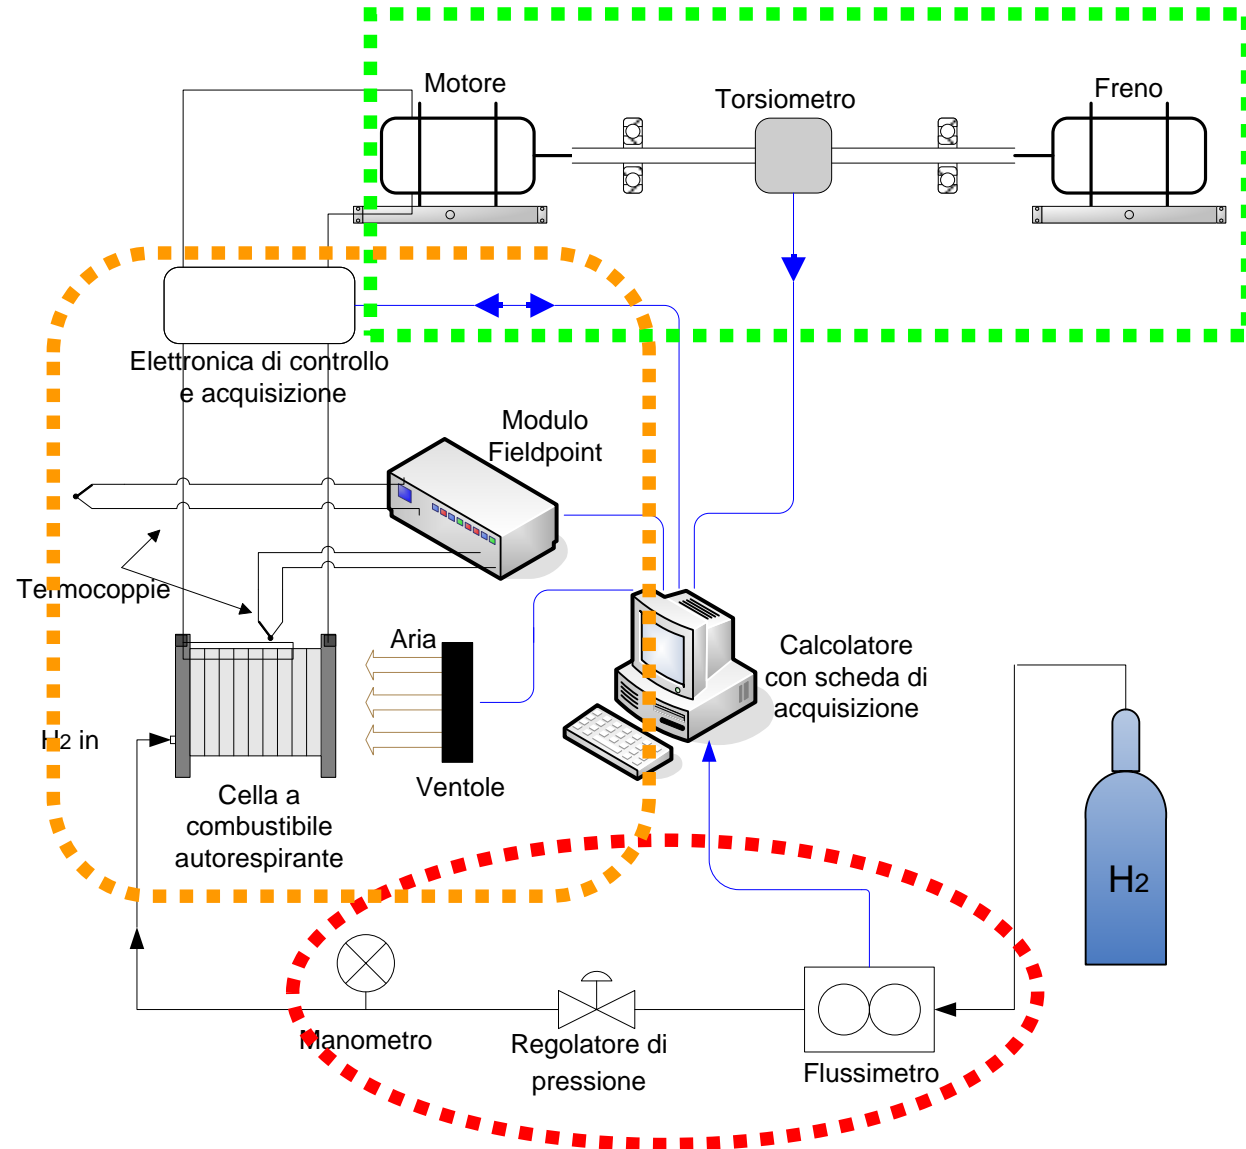 Motore
Torsiometro
Freno
Elettronica di controllo
e acquisizione
Modulo
Fieldpoint
Termocoppie
Aria
Calcolatore
con scheda di
acquisizione
H2 in
Ventole
Cella a
combustibile
autorespirante
H2
Manometro
Regolatore di
pressione
Flussimetro